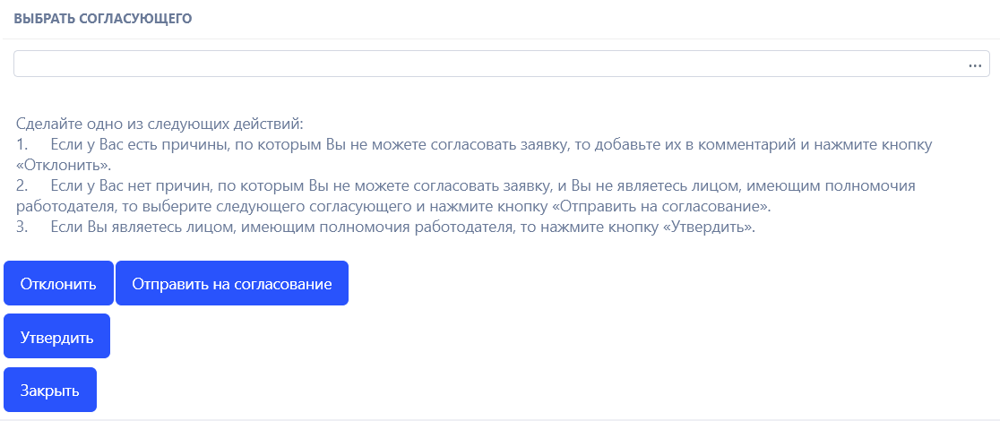 ВЫБРАТЬ СОГЛАСУЮЩЕГО
...
Сделайте одно из следующих действий:
1. Если у Вас есть причины, по которым Вы не можете согласовать заявку, то добавьте их в комментарий и нажмите кнопку
«Отклонить».
2. Если у Вас нет причин, по которым Вы не можете согласовать заявку, и Вы не являетесь лицом, имеющим полномочия
работодателя, то выберите следующего согласующего и нажмите кнопку «Отправить на согласование».
3. Если Вы являетесь лицом, имеющим полномочия работодателя, то нажмите кнопку «Утвердить».
Отклонить Отправить на согласование
Утвердить
Закрыть